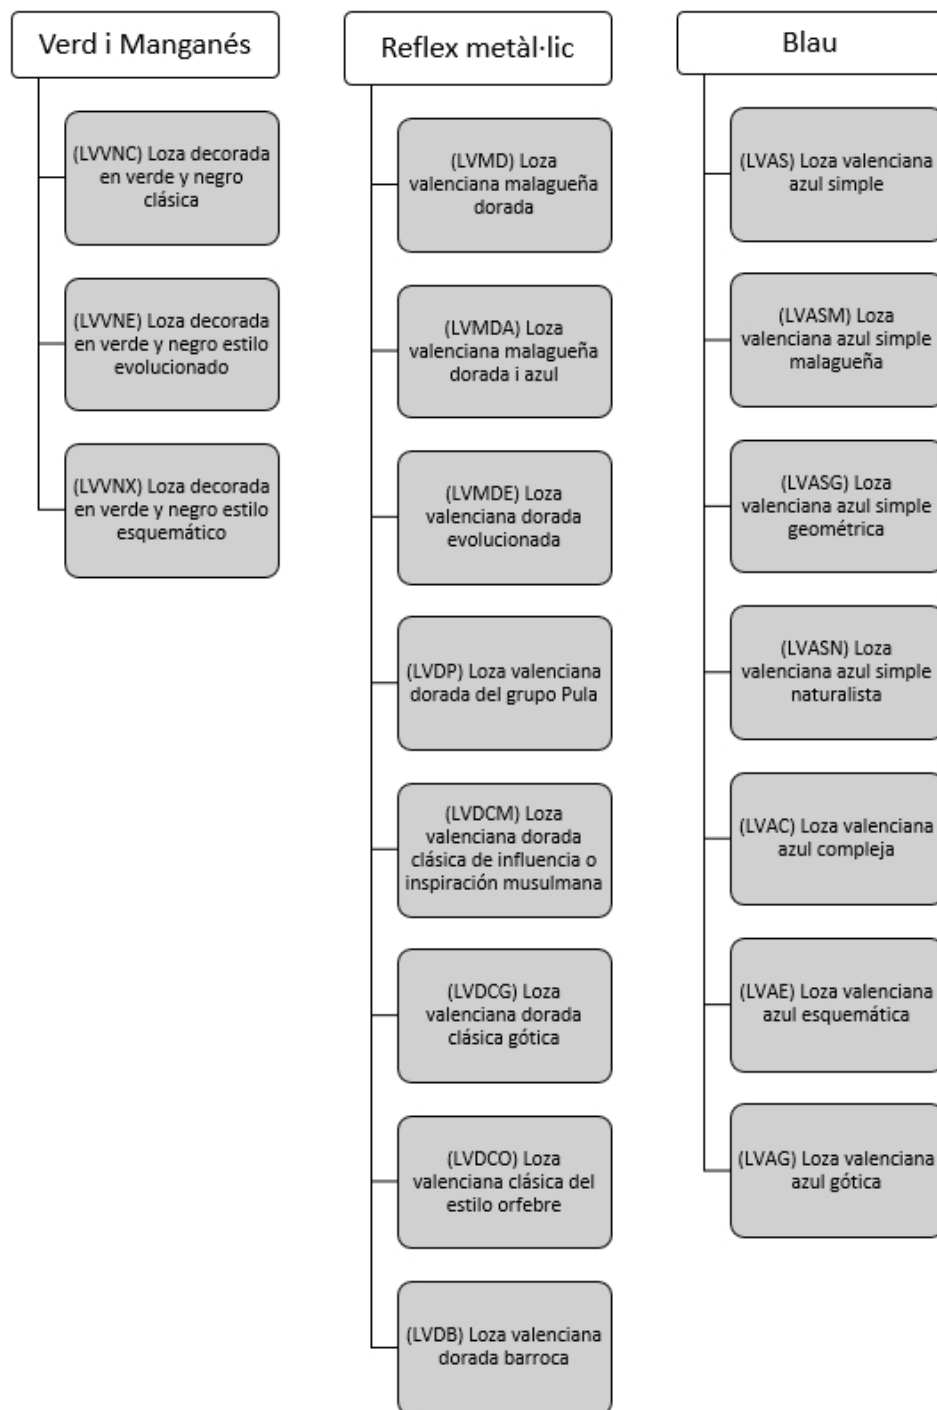 Verd i Manganés
(LVVNC) Loza decorada
en verde y negro
clásica
(LVVNE) Loza decorada
en verde y negro estilo
evolucionado
(LVVNX) Loza decorada
en verde y negro estilo
esquemático
Reflex metàl·lic
(LVMD) Loza
valenciana malagueña
dorada
(LVMDA) Loza
valenciana malagueña
dorada i azul
(LVMDE) Loza
valenciana dorada
evolucionada
(LVDP) Loza valenciana
dorada del grupo Pula
(LVDCM) Loza
valenciana dorada
clásica de influencia o
inspiración musulmana
(LVDCG) Loza
valenciana dorada
clásica gótica
(LVDCO) Loza
valenciana clásica del
estilo orfebre
(LVDB) Loza valenciana
dorada barroca
Blau
(LVAS) Loza valenciana
azul simple
(LVASM) Loza
valenciana azul simple
malagueña
(LVASG) Loza
valenciana azul simple
geométrica
(LVASN) Loza
valenciana azul simple
naturalista
(LVAC) Loza valenciana
azul compleja
(LVAE) Loza valenciana
azul esquemática
(LVAG) Loza valenciana
azul gótica